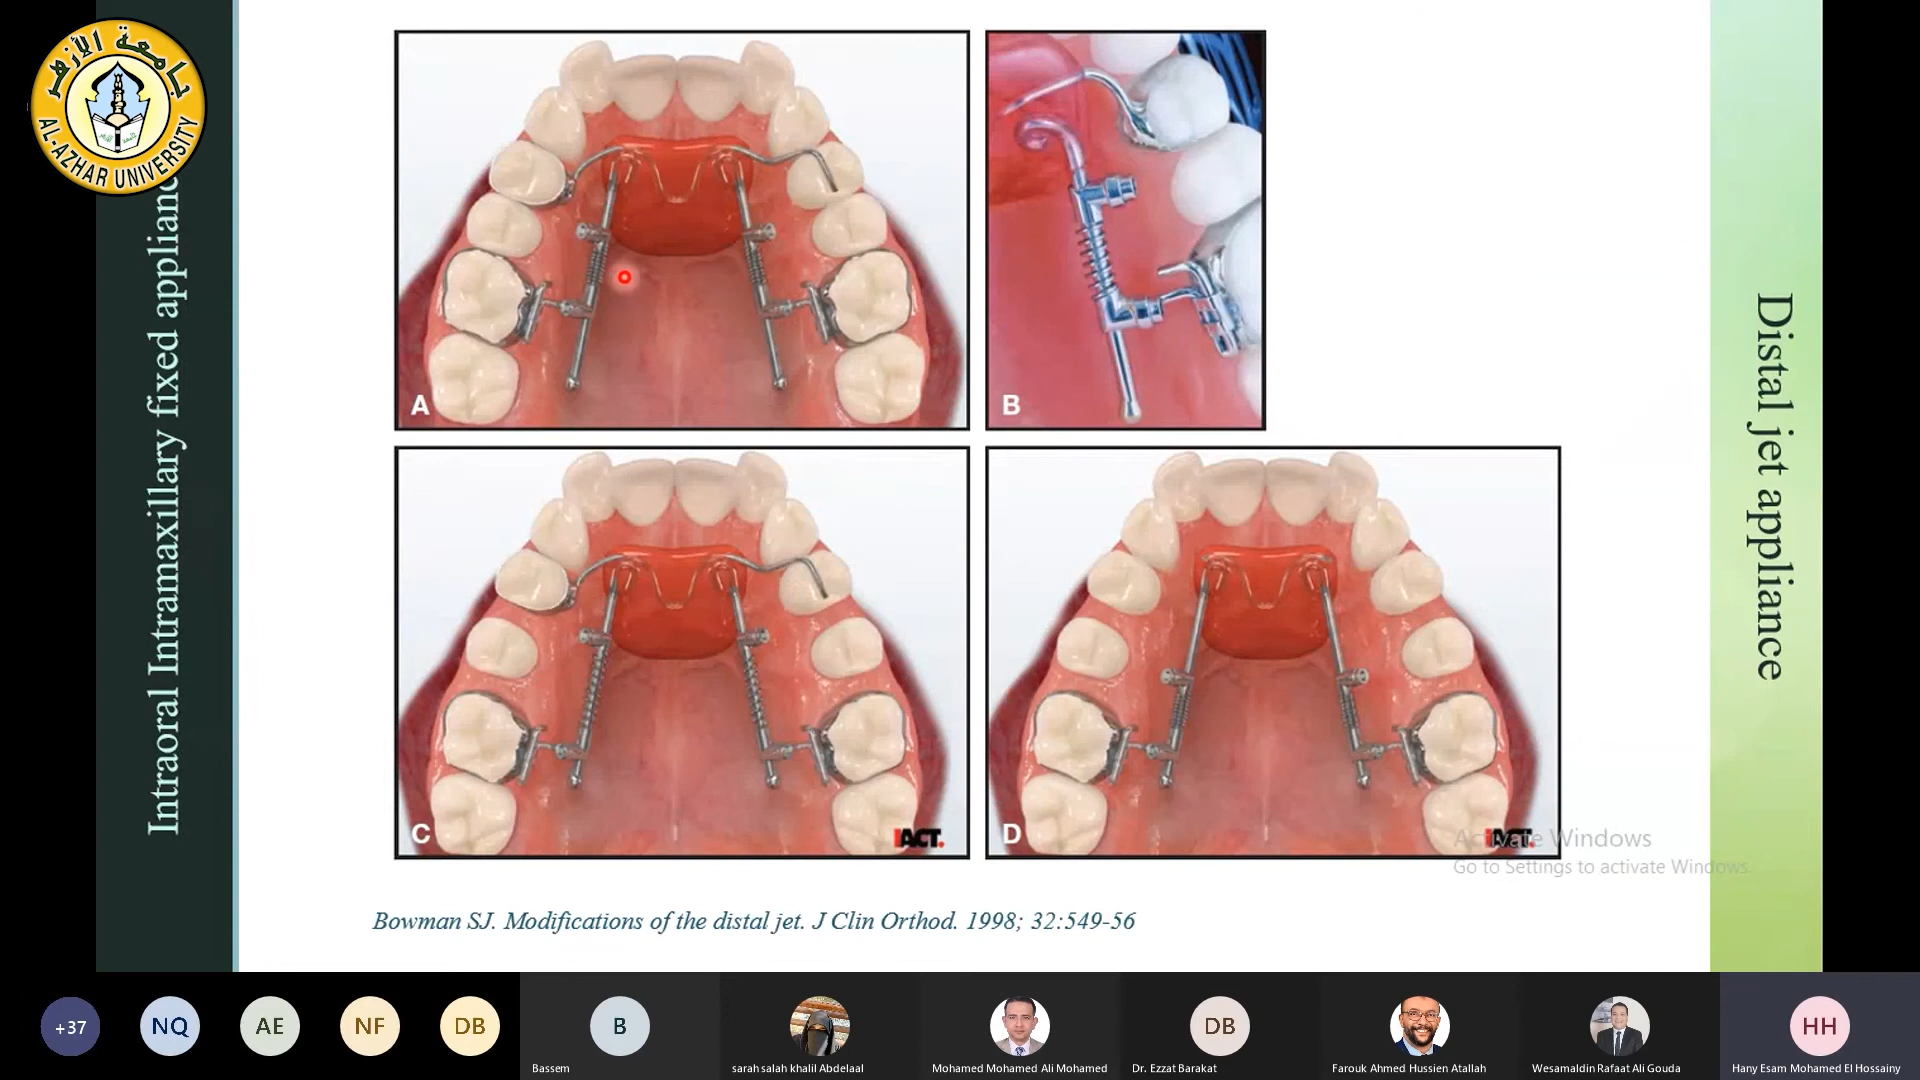 جامعة الأزهر
AL-AZHAR UNIVERSITY
Intraoral Intramaxillary fixed applianc
Distal jet appliance
A
B
C
ACT.
D
Activate Windows
Go to Settings to activate Windows.
Bowman SJ. Modifications of the distal jet. J Clin Orthod. 1998; 32:549-56
+37
NQ
AE
NF
DB
B
Bassem
sarah salah khalil Abdelaal
Mohamed Mohamed Ali Mohamed
DB
Dr. Ezzat Barakat
Farouk Ahmed Hussien Atallah
Wesamaldin Rafaat Ali Gouda
HH
Hany Esam Mohamed El Hossainy